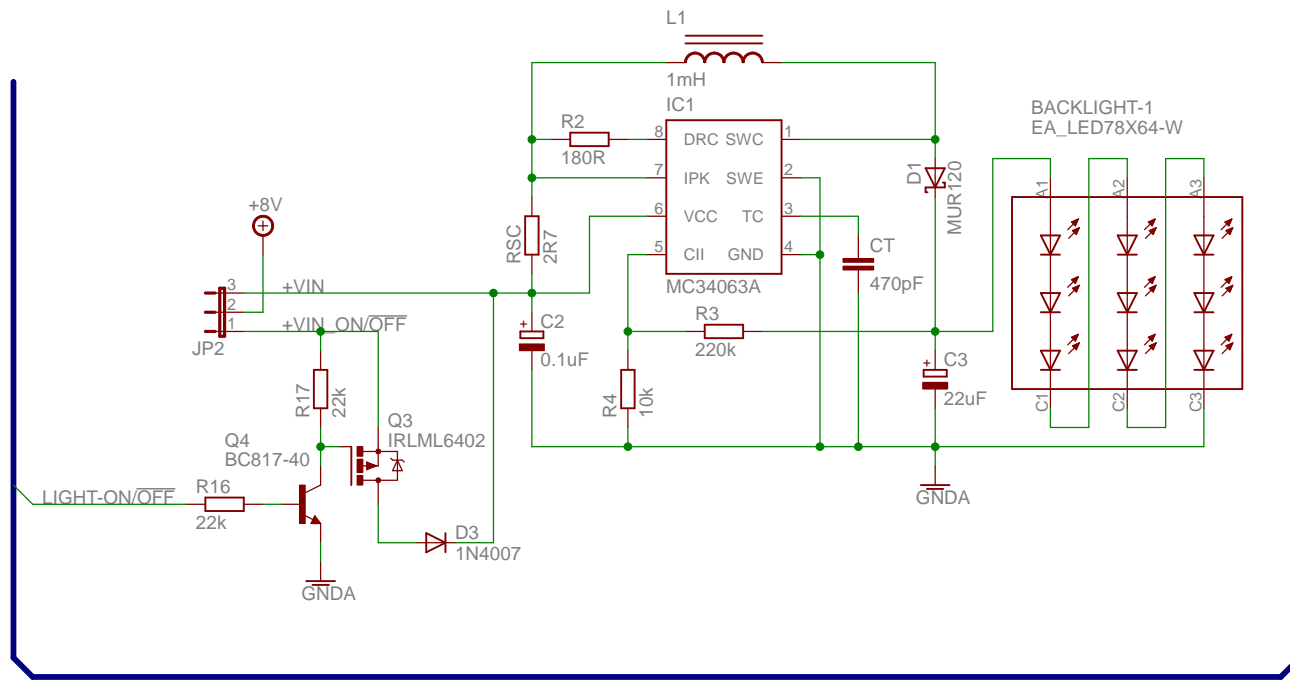 L1
1mH
IC1
R2
180R
8 DRC SWC 1
7 IPK SWE 2
6 VCC TC 3
5 CII GND 4
MC34063A
RSC
2R7
D1
MUR120
BACKLIGHT-1
EA_LED78X64-W
A1 A2 A3
C1 C2 C3
+8V
3 +VIN
2
1 +VIN_ON/OFF
JP2
CT
470pF
C2
+
0.1uF
R3
220k
R4
10k
C3
+
22uF
R17
22k
Q3
IRLML6402
Q4
BC817-40
LIGHT-ON/OFF
R16
22k
D3
1N4007
GNDA
GNDA